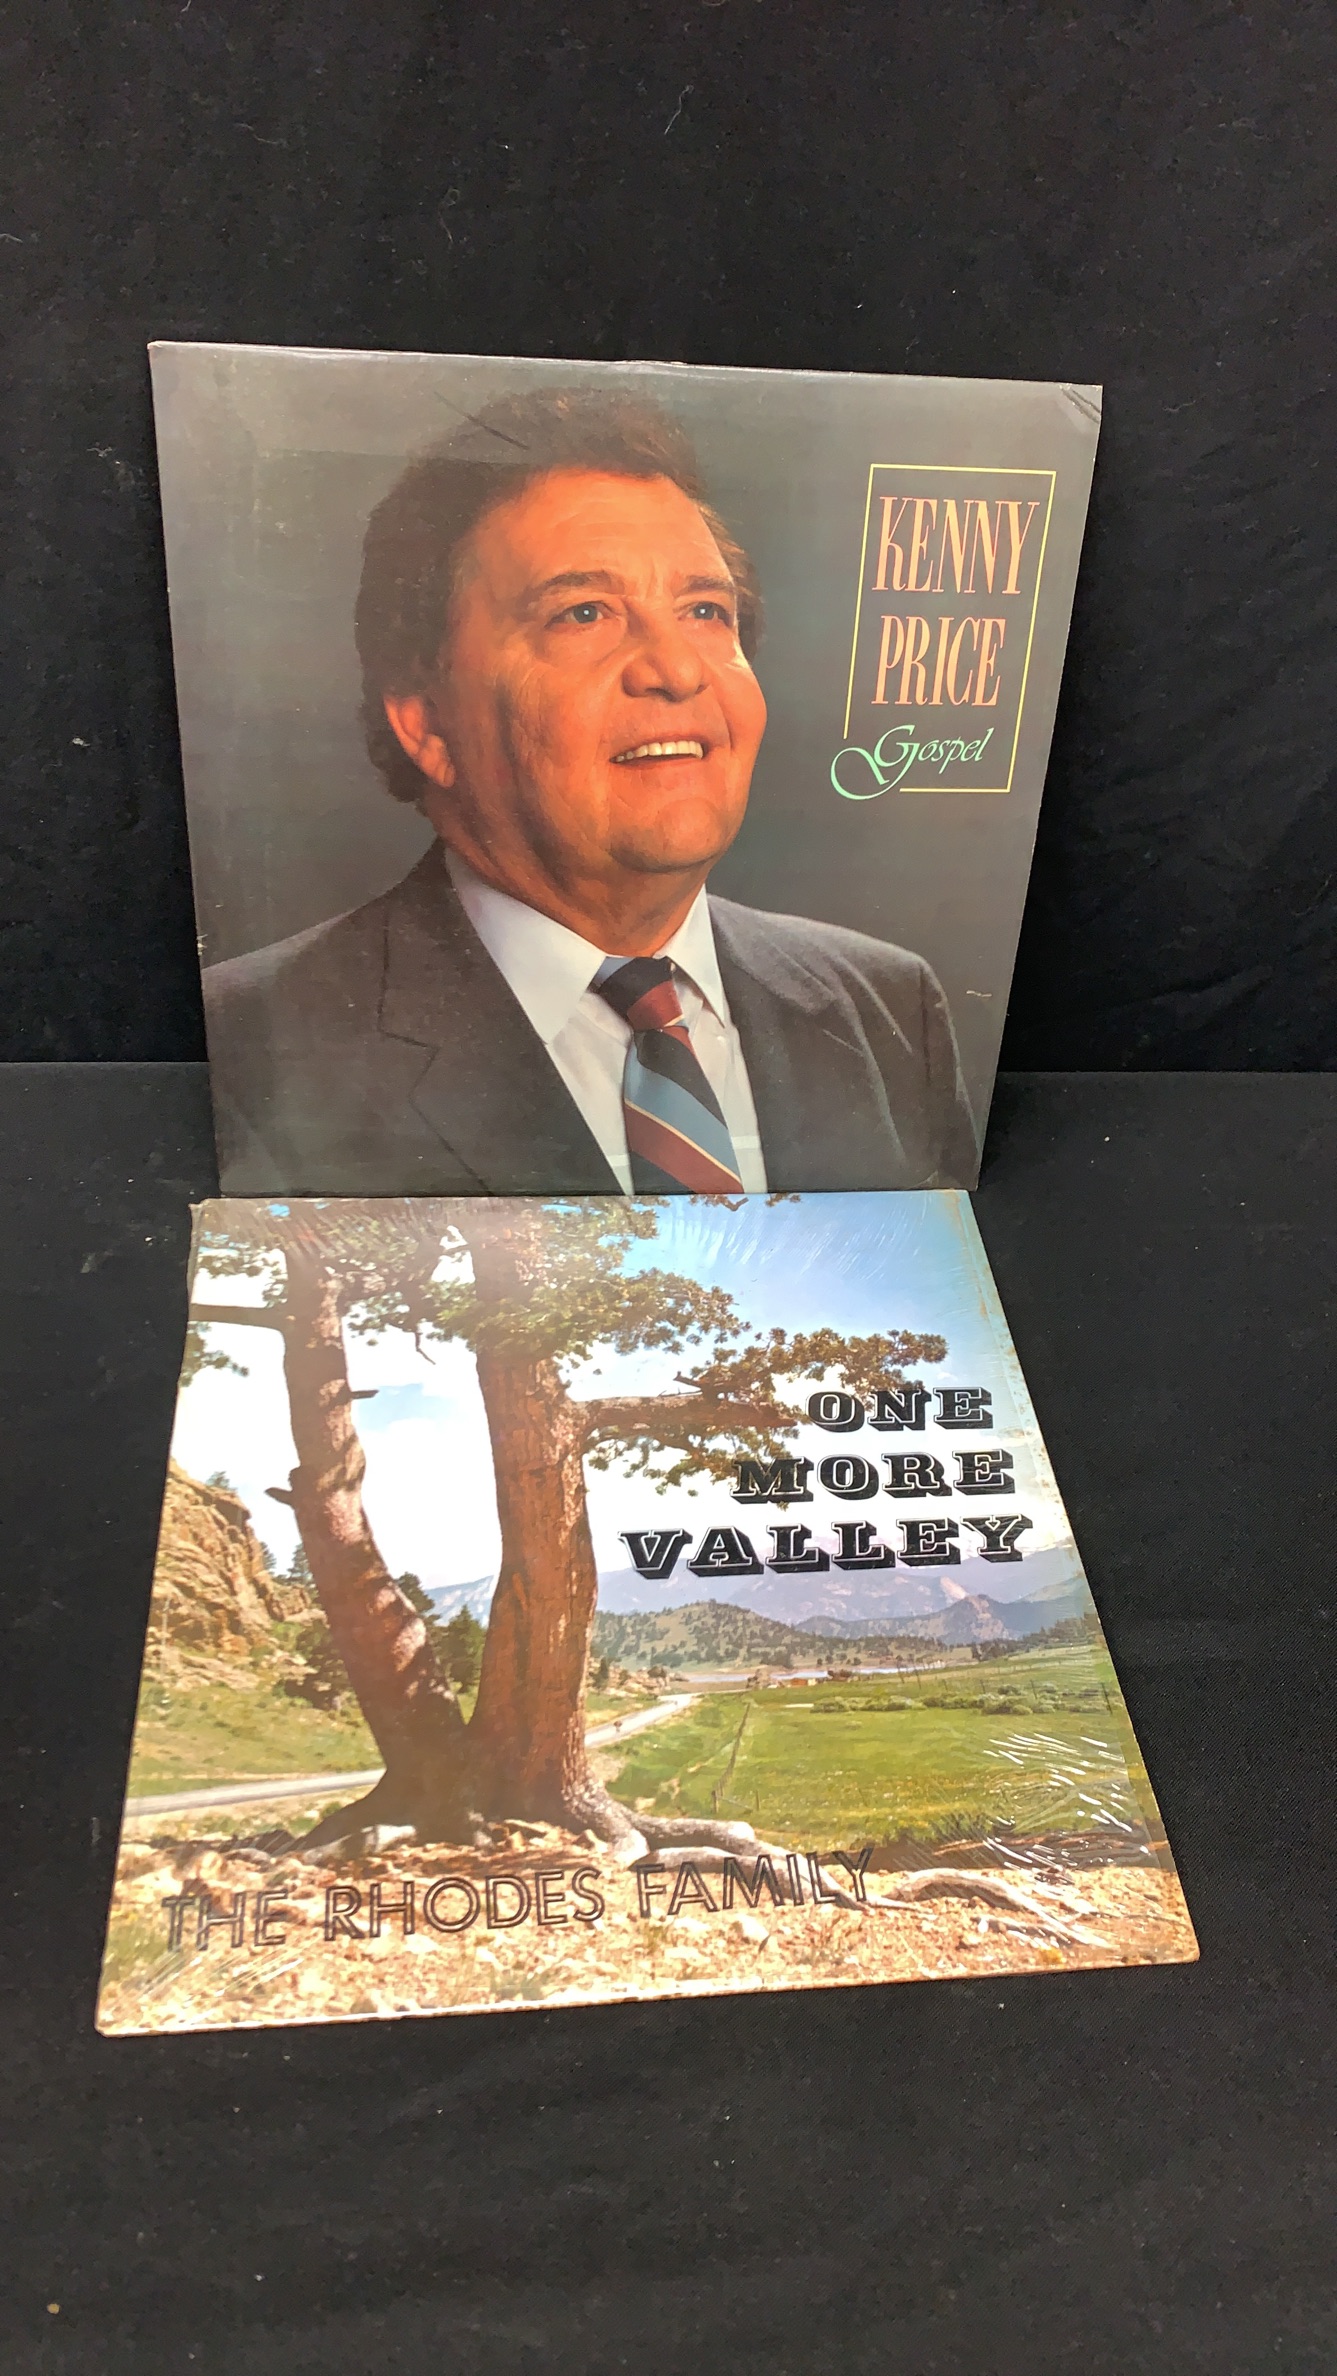 KENNY
PRICE
Gospel
ONE
MORE
VALLEY
THE RHODES FAMILY